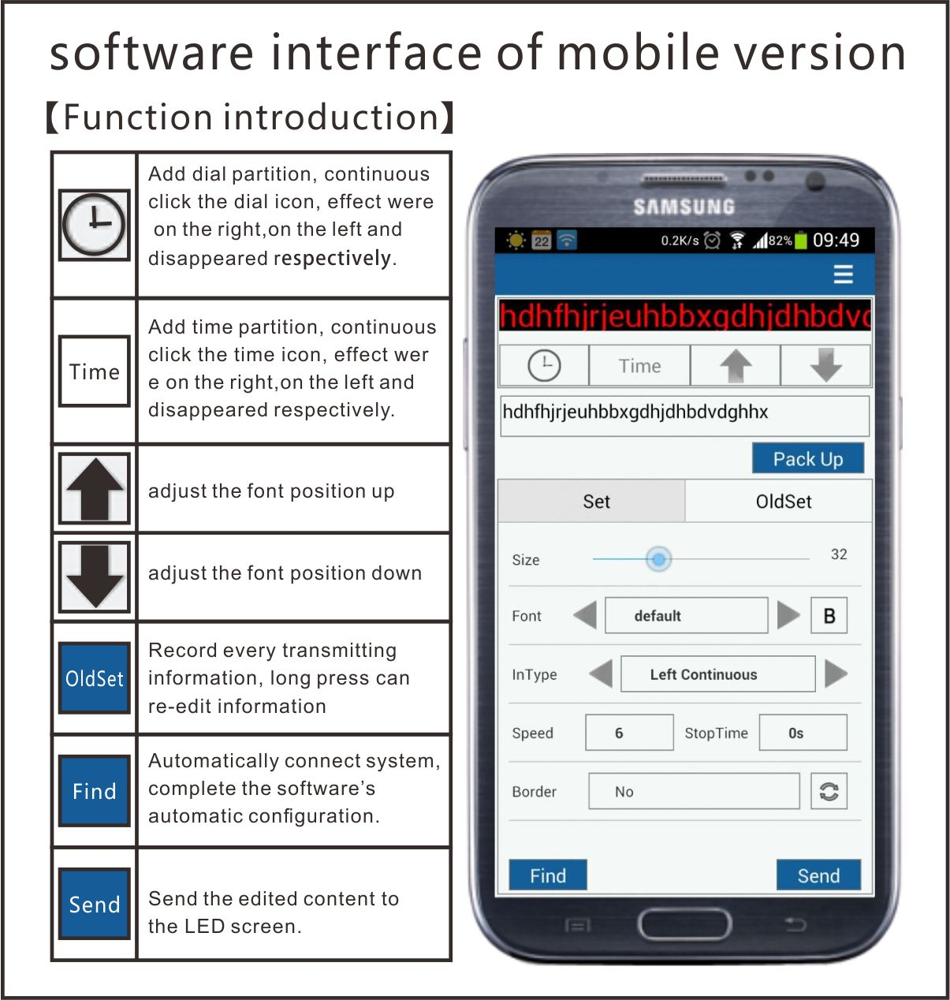 software interface of mobile version
【Function introduction】
Add dial partition, continuous
click the dial icon, effect were
on the right,on the left and
disappeared respectively.
Time
Add time partition, continuous
click the time icon, effect wer
e on the right,on the left and
disappeared respectively.
adjust the font position up
adjust the font position down
OldSet
Record every transmitting
information, long press can
re-edit information
Find
Automatically connect system,
complete the software’s
automatic configuration.
Send
Send the edited content to
the LED screen.
SAMSUNG
22 0.2K/s 82% 09:49
hdhfhjrjeuhbbxgdhjdhbdvd
Time
hdhfhjrjeuhbbxgdhjdhbdvdghhx
Pack Up
Set OldSet
Size 32
Font default B
InType Left Continuous
Speed 6 StopTime 0s
Border No
Find Send